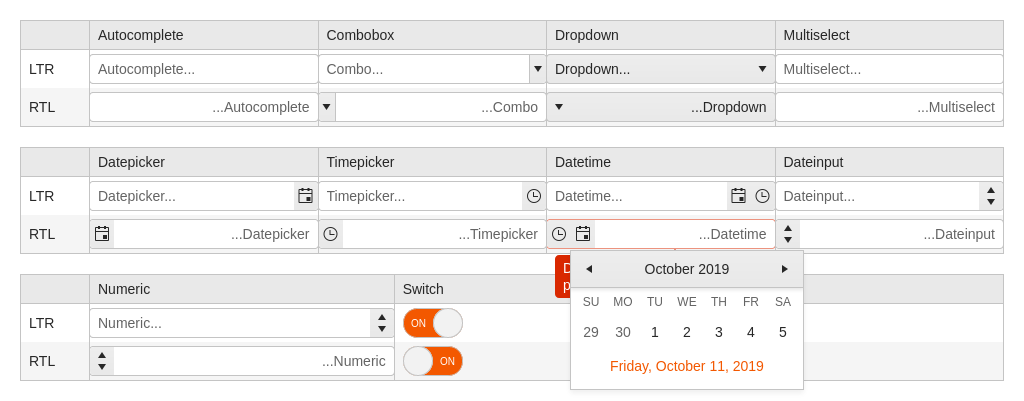 Autocomplete Combobox Dropdown Multiselect
LTR Autocomplete... Combo... Dropdown... Multiselect...
RTL ...Autocomplete ...Combo ...Dropdown ...Multiselect
Datepicker Timepicker Datetime Dateinput
LTR Datepicker... Timepicker... Datetime... Dateinput...
RTL ...Datepicker ...Timepicker ...Datetime ...Dateinput
Numeric Switch
LTR Numeric... ON
RTL ...Numeric ON
October 2019
SU MO TU WE TH FR SA
29 30 1 2 3 4 5
Friday, October 11, 2019